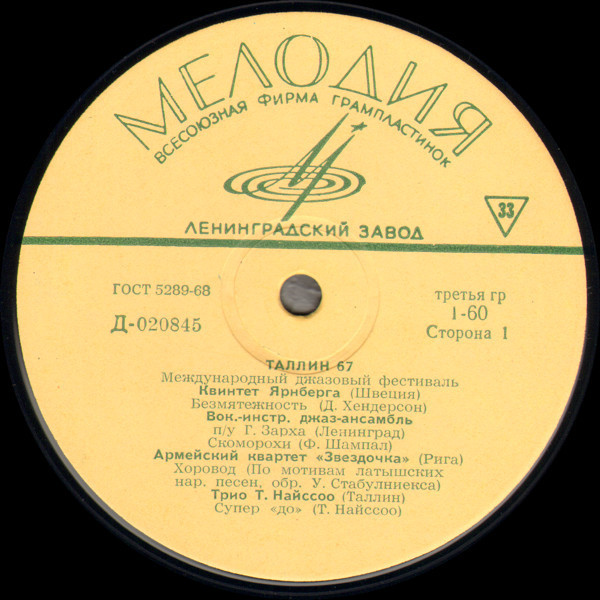 МЕЛОДИЯ
ВСЕСОЮЗНАЯ ФИРМА ГРАМПЛАСТИНОК
33
ЛЕНИНГРАДСКИЙ ЗАВОД
ГОСТ 5289-68
третья гр
1-60
Д-020845
Сторона 1
ТАЛЛИН 67
Международный джазовый фестиваль
Квинтет Ярнберга (Швеция)
Безмятежность (Д. Хендерсон)
Вок.-инстр. джаз-ансамбль
п/у Г. Зарха (Ленинград)
Скоморохи (Ф. Шампал)
Армейский квартет «Звездочка» (Рига)
Хоровод (По мотивам латышских
нар. песен, обр. У. Стабулниекса)
Трио Т. Найссоо (Таллин)
Супер «до» (Т. Найссоо)